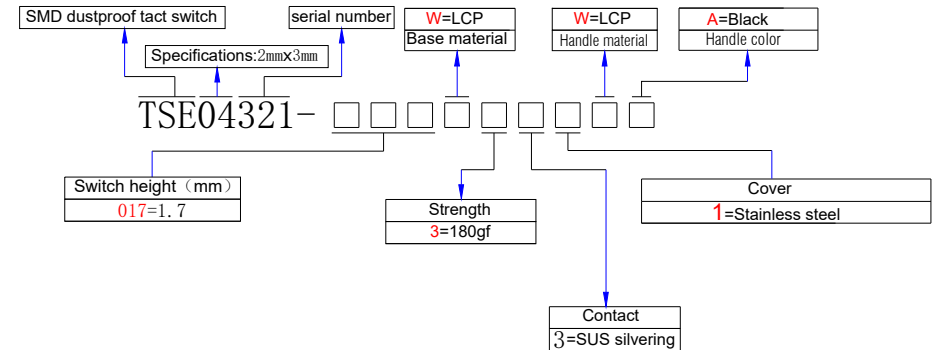 SMD dustproof tact switch
serial number
W=LCP
Base material
W=LCP
Handle material
A=Black
Handle color
Specifications:2mmx3mm
TSE04321-□□□□□□□□□
Switch height（mm）
017=1.7
Strength
3=180gf
Cover
1=Stainless steel
Contact
3=SUS silvering